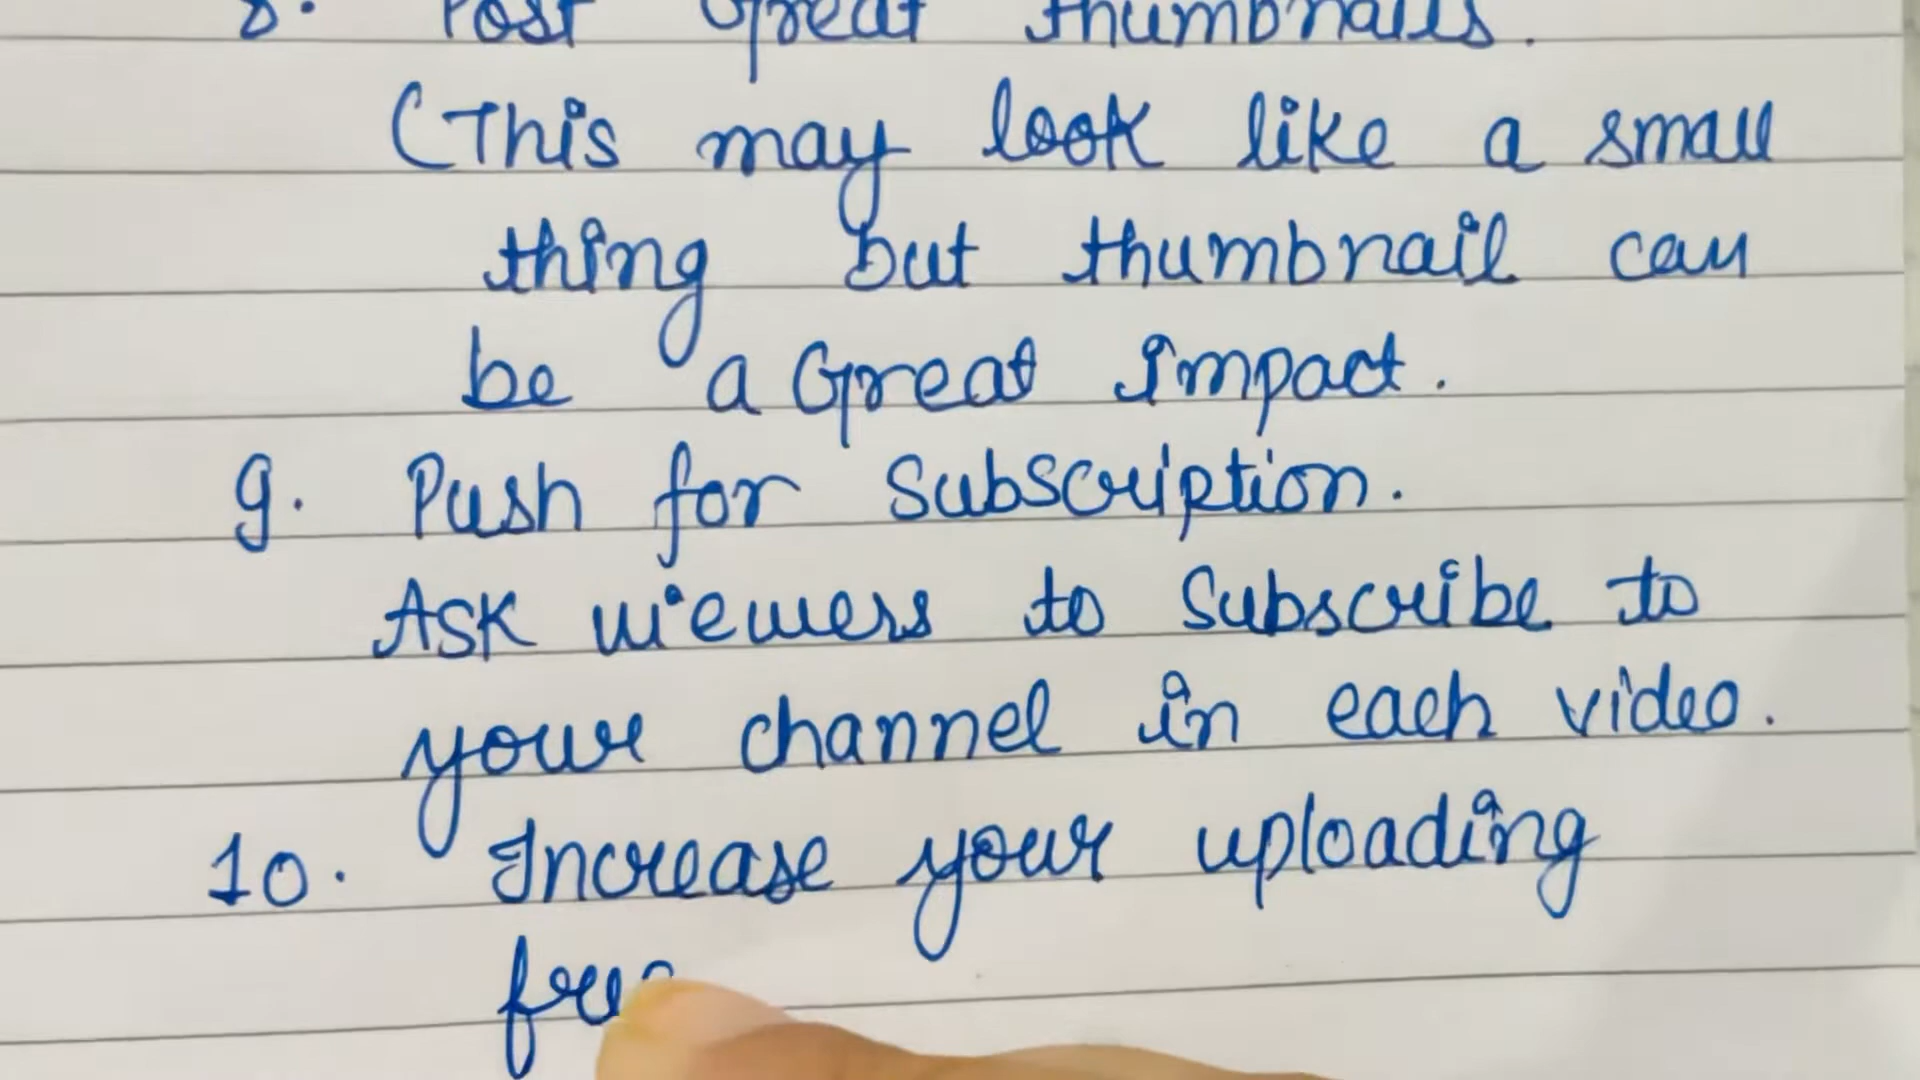 8. Post Great thumbnails.
(This may look like a small
thing but thumbnail can
be a Great impact.
9. Push for Subscription.
Ask viewers to Subscribe to
your channel in each video.
10. Increase your uploading